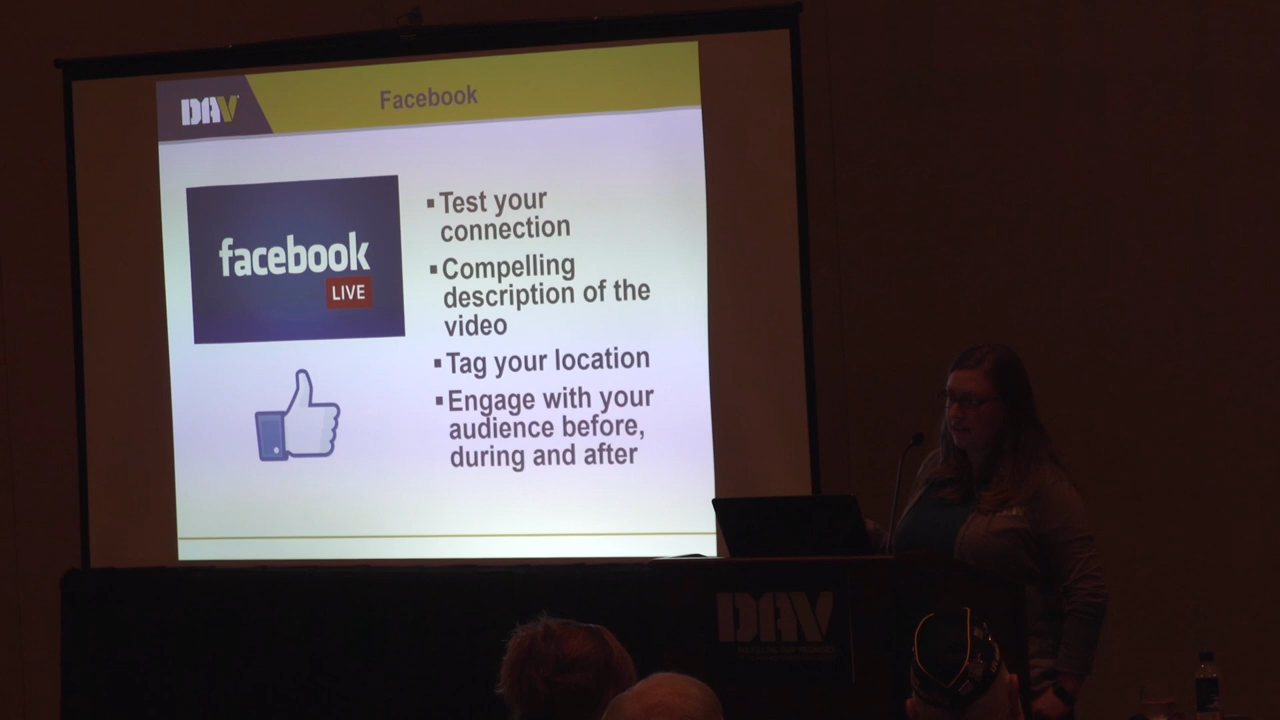 DAV
Facebook
facebook
LIVE
▪Test your
connection
▪Compelling
description of the
video
▪Tag your location
▪Engage with your
audience before,
during and after
DAV